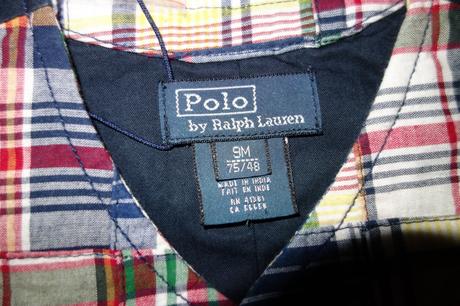 Polo
by Ralph Lauren
9M
75/48
MADE IN INDIA
FAIT EN INDE
RN 41381
CA 56658